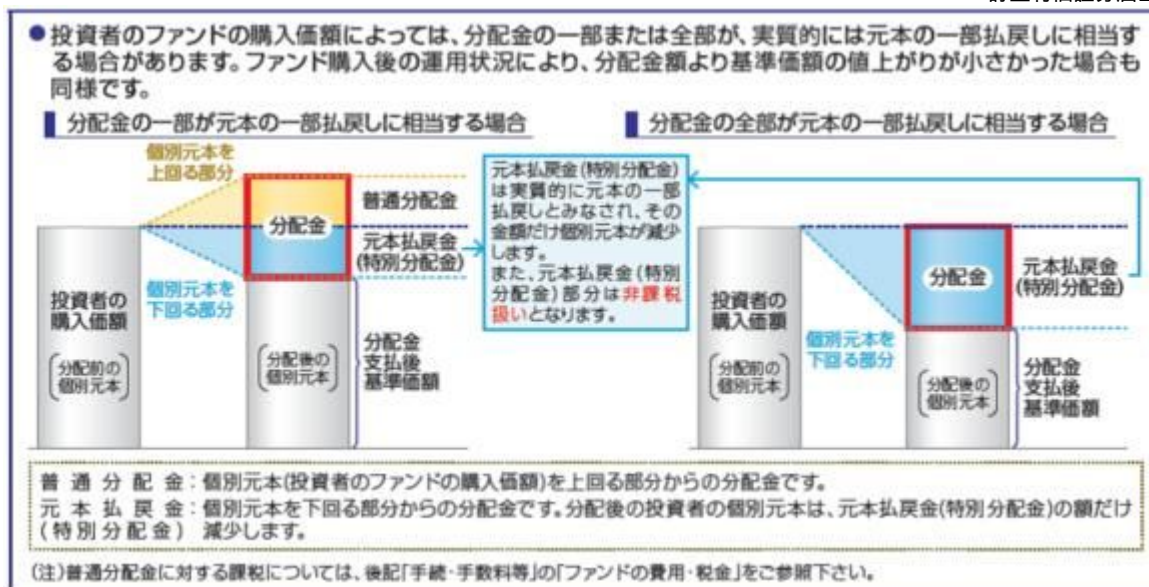 ●投資者のファンドの購入価額によっては、分配金の一部または全部が、実質的には元本の一部払戻しに相当す
る場合があります。ファンド購入後の運用状況により、分配金額より基準価額の値上がりが小さかった場合も
同様です。
分配金の一部が元本の一部払戻しに相当する場合
分配金の全部が元本の一部払戻しに相当する場合
個別元本を
上回る部分
分配金
普通分配金
元本払戻金
(特別分配金)
個別元本を
下回る部分
投資者の
購入価額
(分配前の
個別元本)
(分配後の
個別元本)
分配金
支払後
基準価額
元本払戻金(特別分配金)
は実質的に元本の一部
払戻しとみなされ、その
金額だけ個別元本が減少
します。
また、元本払戻金(特別
分配金)部分は非課税
扱いとなります。
分配金
元本払戻金
(特別分配金)
投資者の
購入価額
(分配前の
個別元本)
個別元本を
下回る部分
(分配後の
個別元本)
分配金
支払後
基準価額
普通分配金:個別元本(投資者のファンドの購入価額)を上回る部分からの分配金です。
元本払戻金:個別元本を下回る部分からの分配金です。分配後の投資者の個別元本は、元本払戻金(特別分配金)の額だけ
(特別分配金) 減少します。
(注)普通分配金に対する課税については、後記「手続・手数料等」の「ファンドの費用・税金」をご参照下さい。